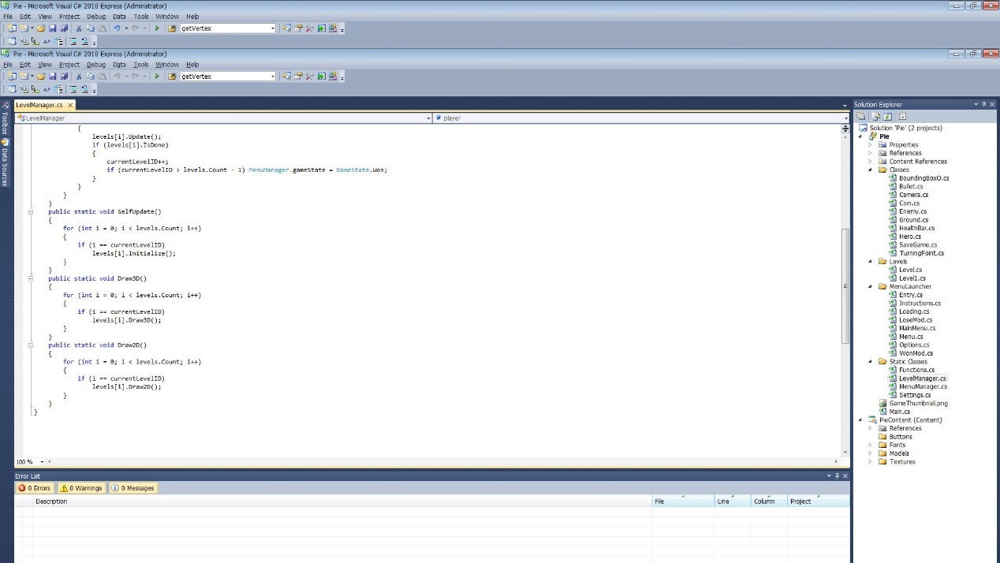 Pie - Microsoft Visual C# 2010 Express (Administrator)
File Edit View Project Debug Data Tools Window Help
getVertex
Pie - Microsoft Visual C# 2010 Express (Administrator)
File Edit View Project Debug Data Tools Window Help
getVertex
LevelManager.cs
LevelManager
player
Toolbox
Data Sources
{
levels[i].Update();
if (levels[i].IsDone)
{
currentLevelID++;
if (currentLevelID > levels.Count - 1) MenuManager.gameState = GameState.Won;
}
}
}
}
public static void SelfUpdate()
{
for (int i = 0; i < levels.Count; i++)
{
if (i == currentLevelID)
levels[i].Initialize();
}
}
public static void Draw3D()
{
for (int i = 0; i < levels.Count; i++)
{
if (i == currentLevelID)
levels[i].Draw3D();
}
}
public static void Draw2D()
{
for (int i = 0; i < levels.Count; i++)
{
if (i == currentLevelID)
levels[i].Draw2D();
}
}
}
100 %
Error List
0 Errors 0 Warnings 0 Messages
Description File Line Column Project
Solution Explorer
Solution 'Pie' (2 projects)
Pie
Properties
References
Content References
Classes
BoundingBoxO.cs
Bullet.cs
Camera.cs
Coin.cs
Enemy.cs
Ground.cs
HealthBar.cs
Hero.cs
SaveGame.cs
TurningPoint.cs
Levels
Level.cs
Level1.cs
MenuLauncher
Entry.cs
Instructions.cs
Loading.cs
LoseMod.cs
MainMenu.cs
Menu.cs
Options.cs
WonMod.cs
Static Classes
Functions.cs
LevelManager.cs
MenuManager.cs
Settings.cs
GameThumbnail.png
Main.cs
PieContent (Content)
References
Buttons
Fonts
Models
Textures